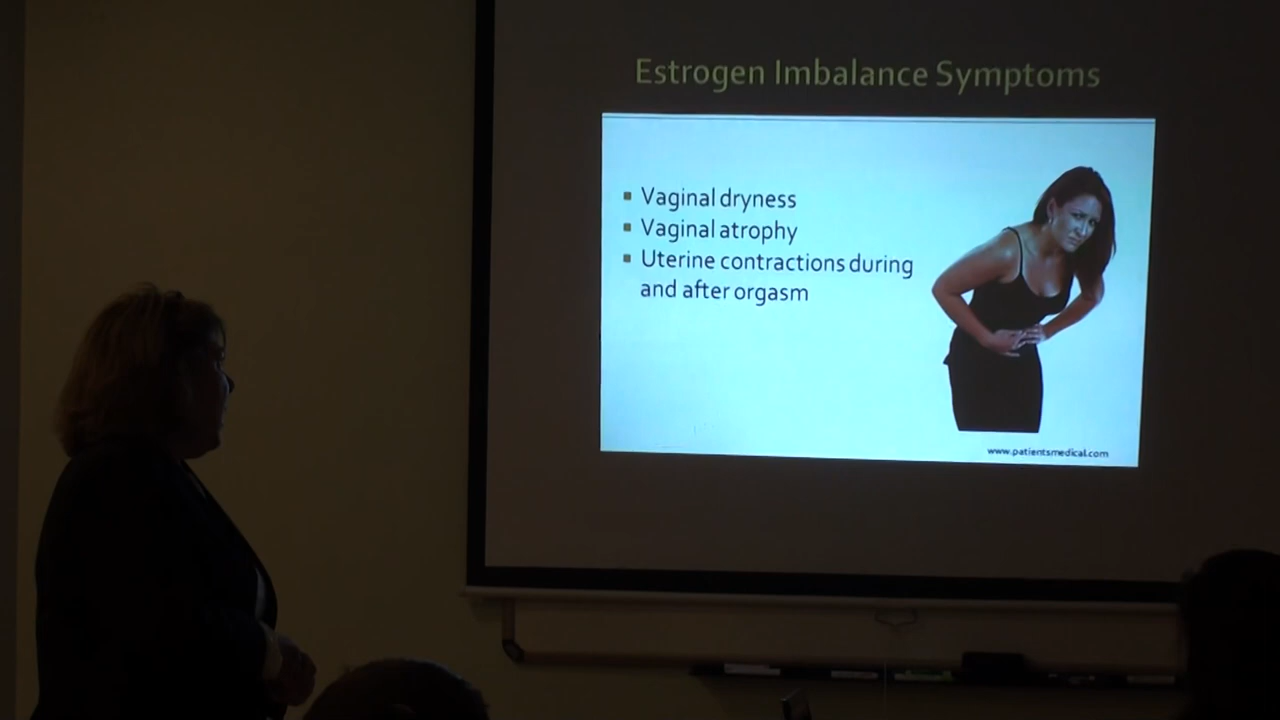 Estrogen Imbalance Symptoms
Vaginal dryness
Vaginal atrophy
Uterine contractions during
and after orgasm
www.patientsmedical.com